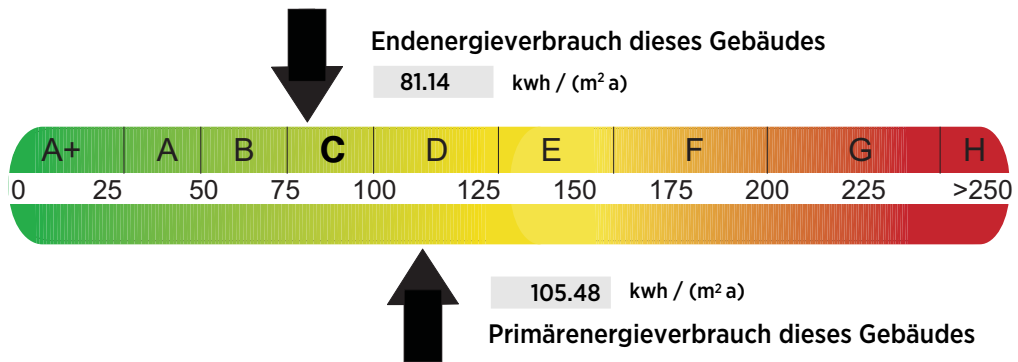 Endenergieverbrauch dieses Gebäudes
81.14 kwh / (m² a)
A+ A B C D E F G H
0 25 50 75 100 125 150 175 200 225 >250
105.48 kwh / (m² a)
Primärenergieverbrauch dieses Gebäudes